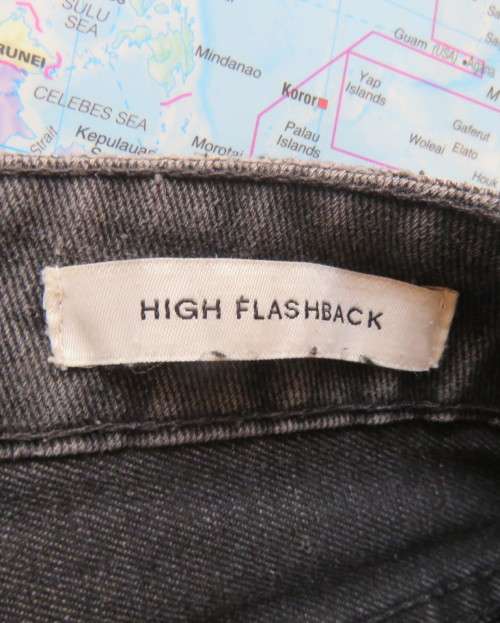 SULU
SEA
Guam (USA)
Mindanao
Koror
Yap
Islands
CELEBES SEA
Gaferut
Palau
Islands
Woleai
Elato
Strait
Kepulauan
Morotai
HIGH FLASHBACK